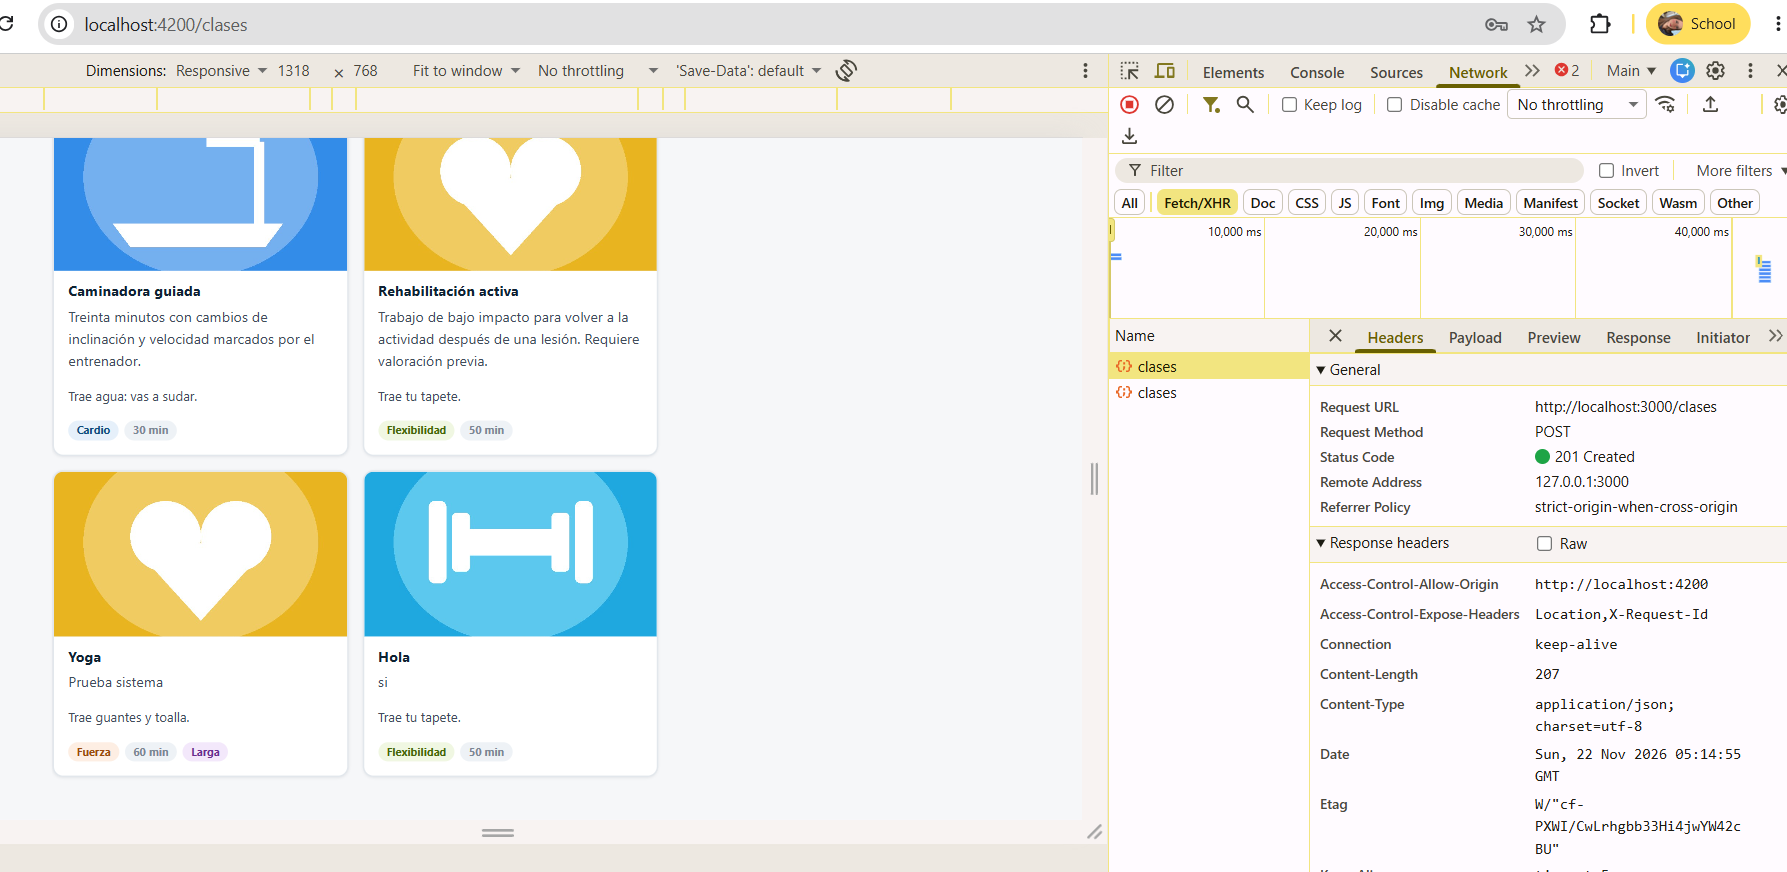 localhost:4200/clases
School
Dimensions: Responsive 1318 × 768 Fit to window No throttling 'Save-Data': default
Elements Console Sources Network 2 Main
Keep log Disable cache No throttling
Filter Invert More filters
All Fetch/XHR Doc CSS JS Font Img Media Manifest Socket Wasm Other
10,000 ms 20,000 ms 30,000 ms 40,000 ms
Caminadora guiada
Treinta minutos con cambios de
inclinación y velocidad marcados por el
entrenador.
Trae agua: vas a sudar.
Cardio 30 min
Rehabilitación activa
Trabajo de bajo impacto para volver a la
actividad después de una lesión. Requiere
valoración previa.
Trae tu tapete.
Flexibilidad 50 min
Yoga
Prueba sistema
Trae guantes y toalla.
Fuerza 60 min Larga
Hola
si
Trae tu tapete.
Flexibilidad 50 min
Name
clases
clases
Headers Payload Preview Response Initiator
General
Request URL http://localhost:3000/clases
Request Method POST
Status Code 201 Created
Remote Address 127.0.0.1:3000
Referrer Policy strict-origin-when-cross-origin
Response headers Raw
Access-Control-Allow-Origin http://localhost:4200
Access-Control-Expose-Headers Location,X-Request-Id
Connection keep-alive
Content-Length 207
Content-Type application/json;
charset=utf-8
Date Sun, 22 Nov 2026 05:14:55
GMT
Etag W/"cf-
PXWI/CwLrhgbb33Hi4jwYW42c
BU"